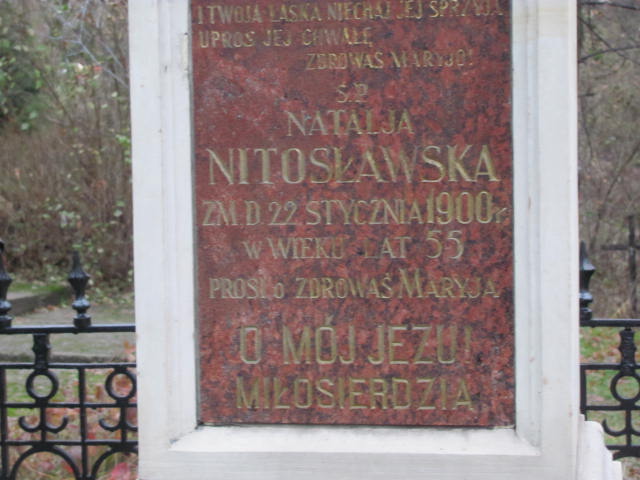 I TWOJA ŁASKA NIECHAJ JEJ SPRZYJA
UPROŚ JEJ CHWAŁĘ
ZDROWAŚ MARYJO!
Ś.P.
NATALJA
NITOSŁAWSKA
ZM. D. 22 STYCZNIA 1900 r.
W WIEKU LAT 55
PROSI O ZDROWAŚ MARYJA
O MÓJ JEZU!
MIŁOSIERDZIA